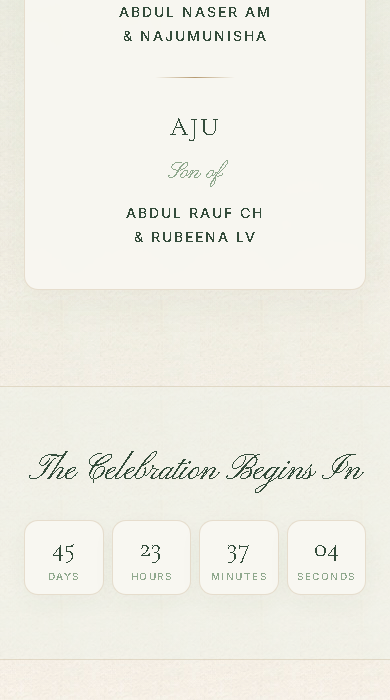 ABDUL NASER AM
& NAJUMUNISHA
AJU
Son of
ABDUL RAUF CH
& RUBEENA LV
The Celebration Begins In
45 23 37 04
DAYS HOURS MINUTES SECONDS